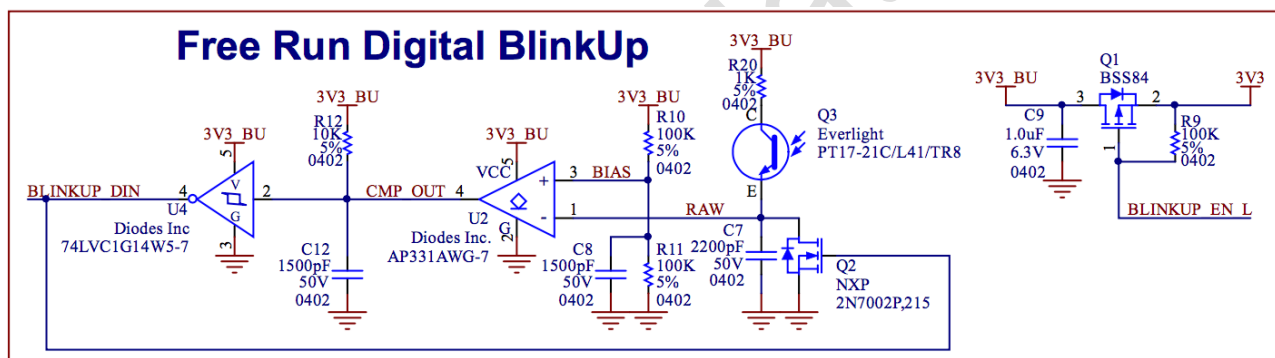 Free Run Digital BlinkUp
3V3_BU
R20
1K
5%
0402
C
Q3
Everlight
PT17-21C/L41/TR8
E
3V3_BU
R12
10K
5%
0402
3V3_BU
R10
100K
5%
0402
3V3_BU
5
V
G
3
4
2
BLINKUP_DIN
U4
Diodes Inc
74LVC1G14W5-7
CMP_OUT
C12
1500pF
50V
0402
3V3_BU
VCC
5
+
-
G
2
4
3
1
U2
Diodes Inc.
AP331AWG-7
BIAS
RAW
C8
1500pF
50V
0402
R11
100K
5%
0402
C7
2200pF
50V
0402
Q2
NXP
2N7002P,215
Q1
BSS84
3V3_BU
3
2
1
3V3
C9
1.0uF
6.3V
0402
R9
100K
5%
0402
BLINKUP_EN_L